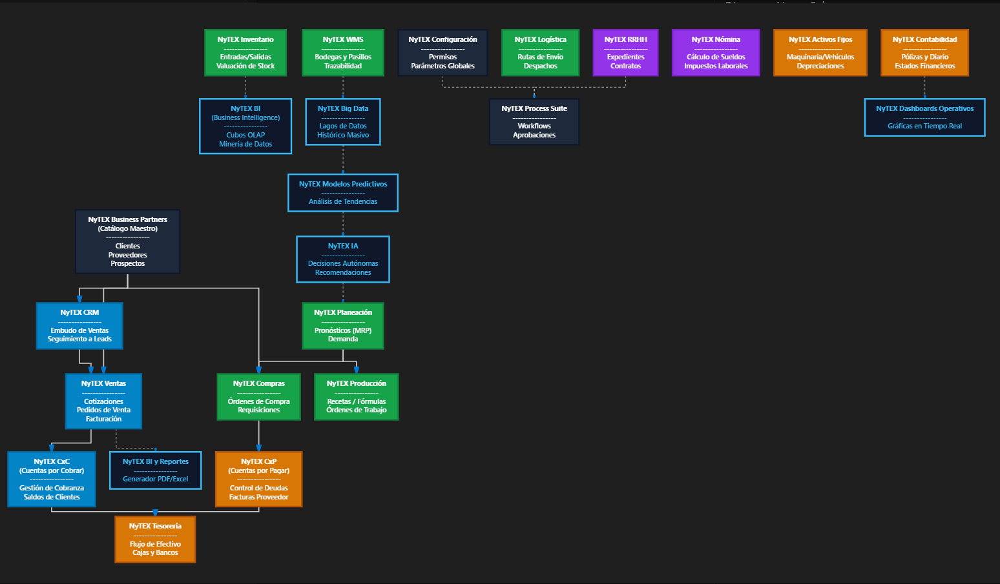 NyTEX Inventario
----------------
Entradas/Salidas
Valuación de Stock
NyTEX WMS
----------------
Bodegas y Pasillos
Trazabilidad
NyTEX Configuración
----------------
Permisos
Parámetros Globales
NyTEX Logística
----------------
Rutas de Envío
Despachos
NyTEX RRHH
----------------
Expedientes
Contratos
NyTEX Nómina
----------------
Cálculo de Sueldos
Impuestos Laborales
NyTEX Activos Fijos
----------------
Maquinaria/Vehículos
Depreciaciones
NyTEX Contabilidad
----------------
Pólizas y Diario
Estados Financieros
NyTEX BI
(Business Intelligence)
----------------
Cubos OLAP
Minería de Datos
NyTEX Big Data
----------------
Lagos de Datos
Histórico Masivo
NyTEX Process Suite
----------------
Workflows
Aprobaciones
NyTEX Dashboards Operativos
----------------
Gráficas en Tiempo Real
NyTEX Modelos Predictivos
----------------
Análisis de Tendencias
NyTEX Business Partners
(Catálogo Maestro)
----------------
Clientes
Proveedores
Prospectos
NyTEX IA
----------------
Decisiones Autónomas
Recomendaciones
NyTEX CRM
----------------
Embudo de Ventas
Seguimiento a Leads
NyTEX Planeación
----------------
Pronósticos (MRP)
Demanda
NyTEX Ventas
----------------
Cotizaciones
Pedidos de Venta
Facturación
NyTEX Compras
----------------
Órdenes de Compra
Requisiciones
NyTEX Producción
----------------
Recetas / Fórmulas
Órdenes de Trabajo
NyTEX CxC
(Cuentas por Cobrar)
----------------
Gestión de Cobranza
Saldos de Clientes
NyTEX BI y Reportes
----------------
Generador PDF/Excel
NyTEX CxP
(Cuentas por Pagar)
----------------
Control de Deudas
Facturas Proveedor
NyTEX Tesorería
----------------
Flujo de Efectivo
Cajas y Bancos